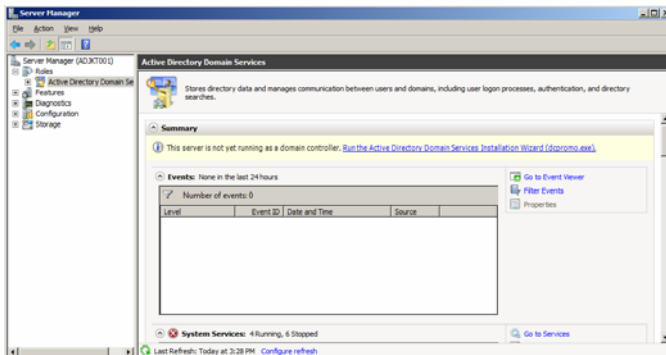 Server Manager
File Action View Help
Server Manager (ADJKT001)
Roles
Active Directory Domain Se
Features
Diagnostics
Configuration
Storage
Active Directory Domain Services
Stores directory data and manages communication between users and domains, including user logon processes, authentication, and directory
searches.
Summary
This server is not yet running as a domain controller. Run the Active Directory Domain Services Installation Wizard (dcpromo.exe).
Events: None in the last 24 hours
Number of events: 0
Level Event ID Date and Time Source
Go to Event Viewer
Filter Events
Properties
System Services: 4 Running, 6 Stopped
Go to Services
Last Refresh: Today at 3:28 PM Configure refresh